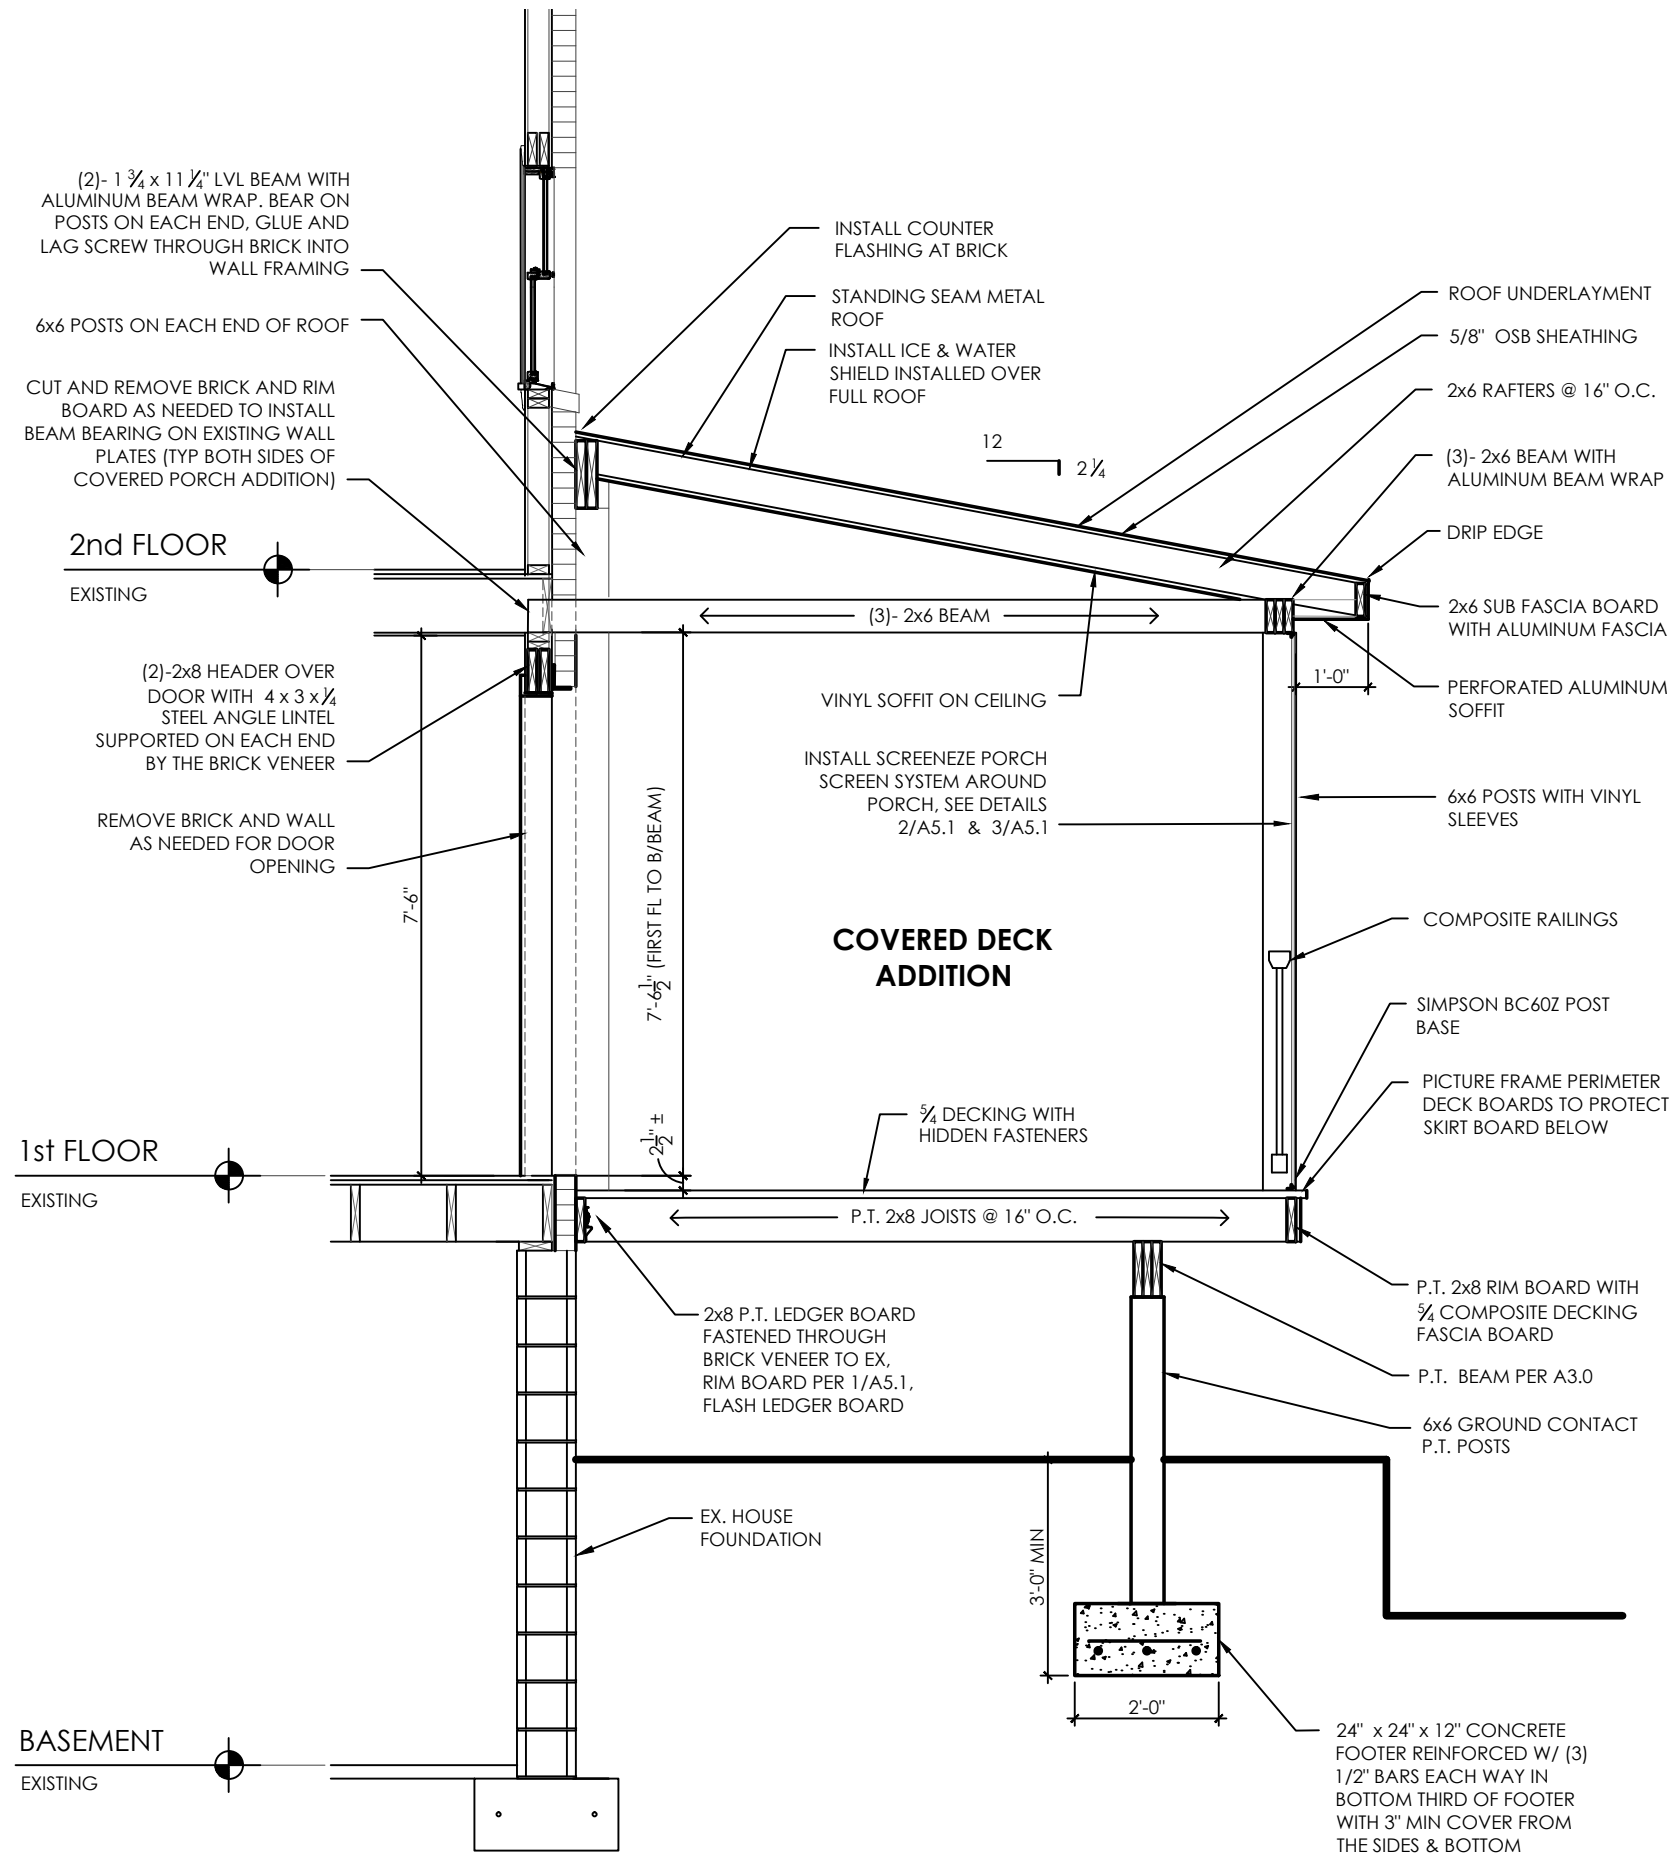 (2)- 1 3/4 x 11 1/4" LVL BEAM WITH
ALUMINUM BEAM WRAP. BEAR ON
POSTS ON EACH END, GLUE AND
LAG SCREW THROUGH BRICK INTO
WALL FRAMING
6x6 POSTS ON EACH END OF ROOF
CUT AND REMOVE BRICK AND RIM
BOARD AS NEEDED TO INSTALL
BEAM BEARING ON EXISTING WALL
PLATES (TYP BOTH SIDES OF
COVERED PORCH ADDITION)
2nd FLOOR
EXISTING
(2)-2x8 HEADER OVER
DOOR WITH 4 x 3 x 1/4
STEEL ANGLE LINTEL
SUPPORTED ON EACH END
BY THE BRICK VENEER
REMOVE BRICK AND WALL
AS NEEDED FOR DOOR
OPENING
7'-6"
1st FLOOR
EXISTING
BASEMENT
EXISTING
INSTALL COUNTER
FLASHING AT BRICK
STANDING SEAM METAL
ROOF
INSTALL ICE & WATER
SHIELD INSTALLED OVER
FULL ROOF
12
2 1/4
(3)- 2x6 BEAM
VINYL SOFFIT ON CEILING
INSTALL SCREENEZE PORCH
SCREEN SYSTEM AROUND
PORCH, SEE DETAILS
2/A5.1 & 3/A5.1
7'-6 1/2" (FIRST FL TO B/BEAM)
COVERED DECK
ADDITION
2 1/2" ±
5/4 DECKING WITH
HIDDEN FASTENERS
P.T. 2x8 JOISTS @ 16" O.C.
2x8 P.T. LEDGER BOARD
FASTENED THROUGH
BRICK VENEER TO EX,
RIM BOARD PER 1/A5.1,
FLASH LEDGER BOARD
EX. HOUSE
FOUNDATION
3'-0" MIN
2'-0"
ROOF UNDERLAYMENT
5/8" OSB SHEATHING
2x6 RAFTERS @ 16" O.C.
(3)- 2x6 BEAM WITH
ALUMINUM BEAM WRAP
DRIP EDGE
2x6 SUB FASCIA BOARD
WITH ALUMINUM FASCIA
1'-0"
PERFORATED ALUMINUM
SOFFIT
6x6 POSTS WITH VINYL
SLEEVES
COMPOSITE RAILINGS
SIMPSON BC60Z POST
BASE
PICTURE FRAME PERIMETER
DECK BOARDS TO PROTECT
SKIRT BOARD BELOW
P.T. 2x8 RIM BOARD WITH
5/4 COMPOSITE DECKING
FASCIA BOARD
P.T. BEAM PER A3.0
6x6 GROUND CONTACT
P.T. POSTS
24" x 24" x 12" CONCRETE
FOOTER REINFORCED W/ (3)
1/2" BARS EACH WAY IN
BOTTOM THIRD OF FOOTER
WITH 3" MIN COVER FROM
THE SIDES & BOTTOM